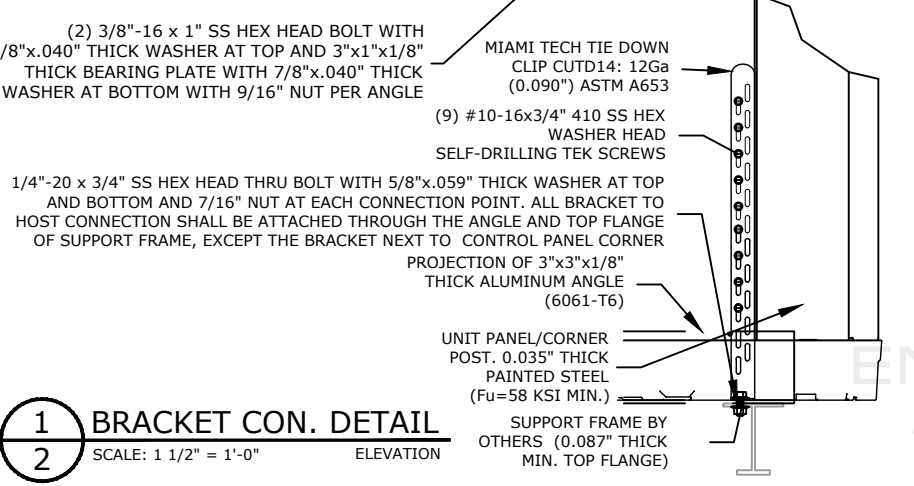 (2) 3/8"-16 x 1" SS HEX HEAD BOLT WITH
/8"x.040" THICK WASHER AT TOP AND 3"x1"x1/8"
THICK BEARING PLATE WITH 7/8"x.040" THICK
WASHER AT BOTTOM WITH 9/16" NUT PER ANGLE
MIAMI TECH TIE DOWN
CLIP CUTD14: 12Ga
(0.090") ASTM A653
(9) #10-16x3/4" 410 SS HEX
WASHER HEAD
SELF-DRILLING TEK SCREWS
1/4"-20 x 3/4" SS HEX HEAD THRU BOLT WITH 5/8"x.059" THICK WASHER AT TOP
AND BOTTOM AND 7/16" NUT AT EACH CONNECTION POINT. ALL BRACKET TO
HOST CONNECTION SHALL BE ATTACHED THROUGH THE ANGLE AND TOP FLANGE
OF SUPPORT FRAME, EXCEPT THE BRACKET NEXT TO CONTROL PANEL CORNER
PROJECTION OF 3"x3"x1/8"
THICK ALUMINUM ANGLE
(6061-T6)
UNIT PANEL/CORNER
POST. 0.035" THICK
PAINTED STEEL
(Fu=58 KSI MIN.)
SUPPORT FRAME BY
OTHERS (0.087" THICK
MIN. TOP FLANGE)
1
2
BRACKET CON. DETAIL
SCALE: 1 1/2" = 1'-0" ELEVATION
EN